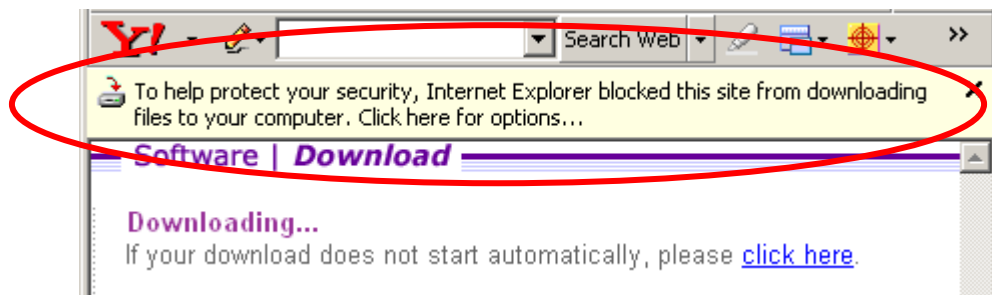 Y! Search Web »
To help protect your security, Internet Explorer blocked this site from downloading
files to your computer. Click here for options...
Software | Download
Downloading...
If your download does not start automatically, please click here.